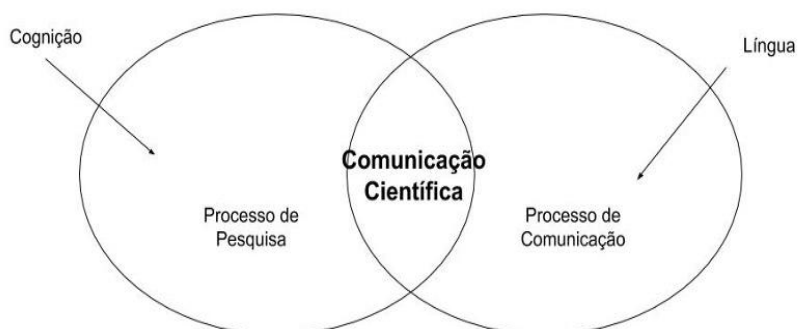 Cognição
Língua
Comunicação
Científica
Processo de
Pesquisa
Processo de
Comunicação